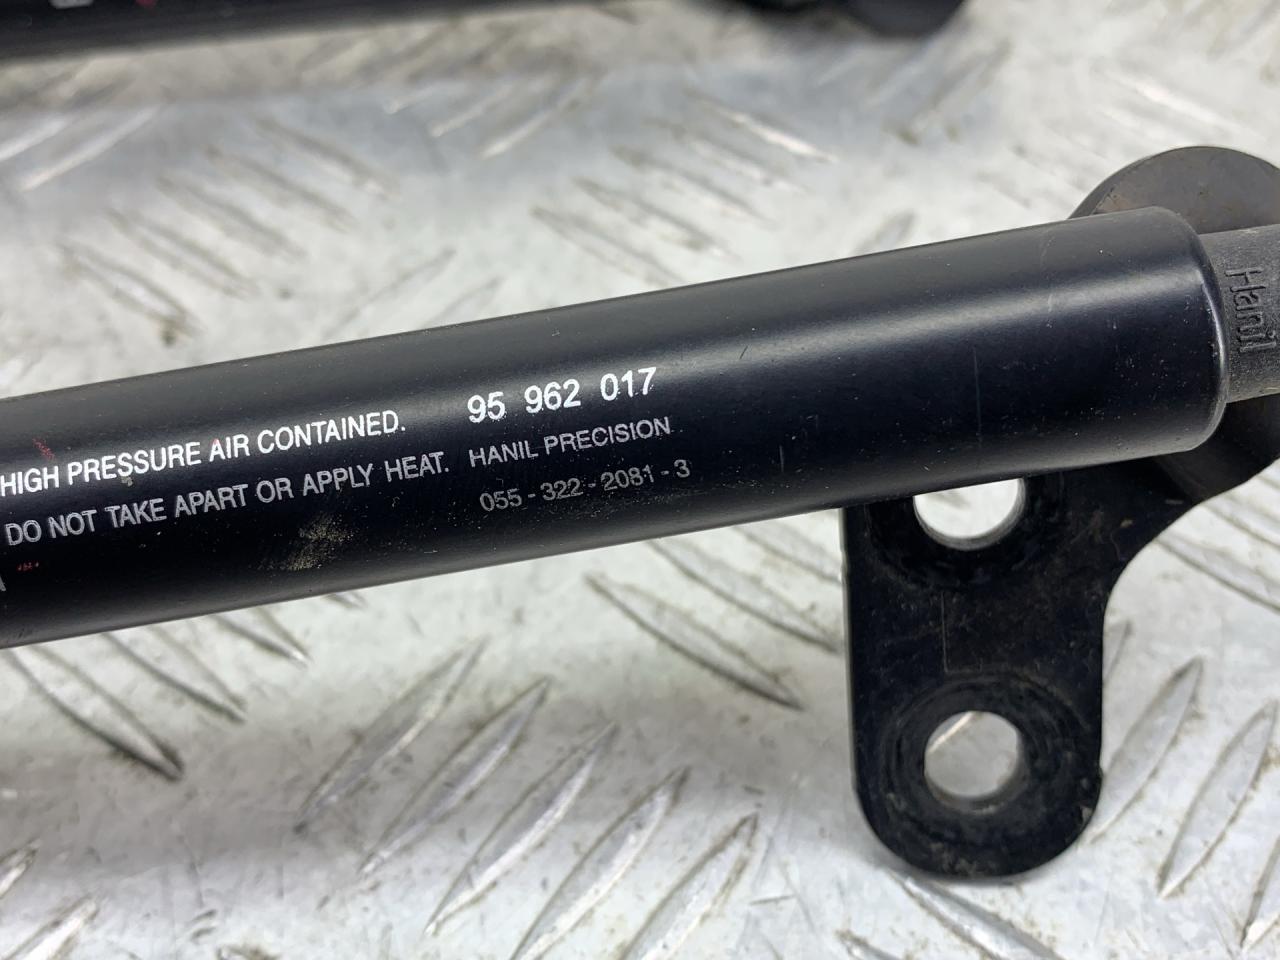 HIGH PRESSURE AIR CONTAINED. 95 962 017
DO NOT TAKE APART OR APPLY HEAT. HANIL PRECISION
055 - 322 - 2081 - 3
Hanil